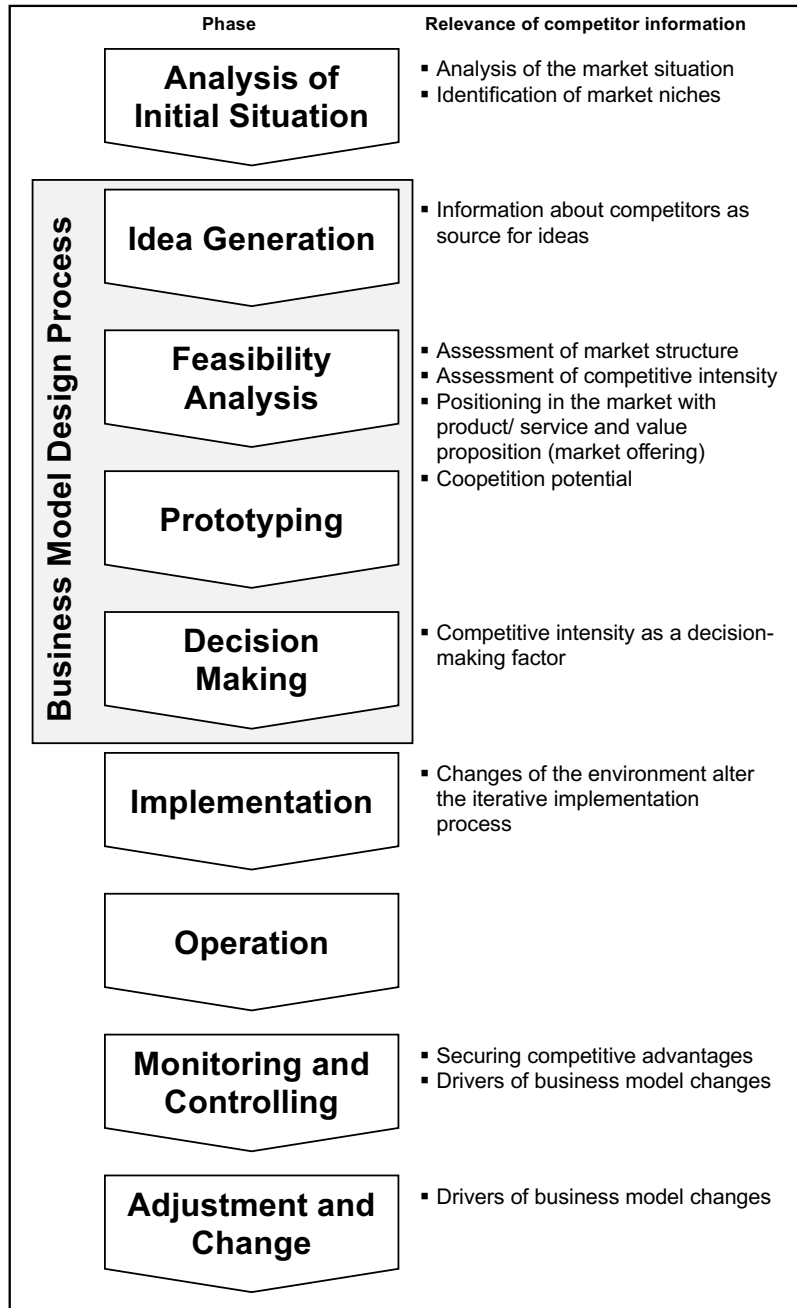 Phase
Relevance of competitor information
Analysis of
Initial Situation
▪ Analysis of the market situation
▪ Identification of market niches
Business Model Design Process
Idea Generation
▪ Information about competitors as
source for ideas
Feasibility
Analysis
▪ Assessment of market structure
▪ Assessment of competitive intensity
▪ Positioning in the market with
product/ service and value
proposition (market offering)
▪ Coopetition potential
Prototyping
Decision
Making
▪ Competitive intensity as a decision-
making factor
Implementation
▪ Changes of the environment alter
the iterative implementation
process
Operation
Monitoring and
Controlling
▪ Securing competitive advantages
▪ Drivers of business model changes
Adjustment and
Change
▪ Drivers of business model changes